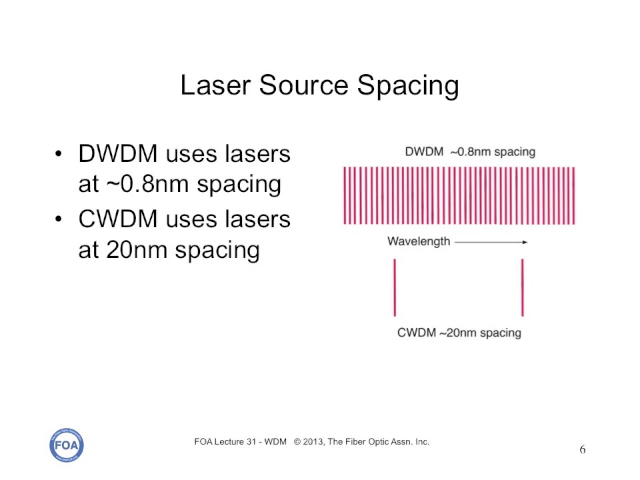 Laser Source Spacing
• DWDM uses lasers
at ~0.8nm spacing
• CWDM uses lasers
at 20nm spacing
DWDM ~0.8nm spacing
Wavelength
CWDM ~20nm spacing
FOA
FOA Lecture 31 - WDM © 2013, The Fiber Optic Assn. Inc.
6